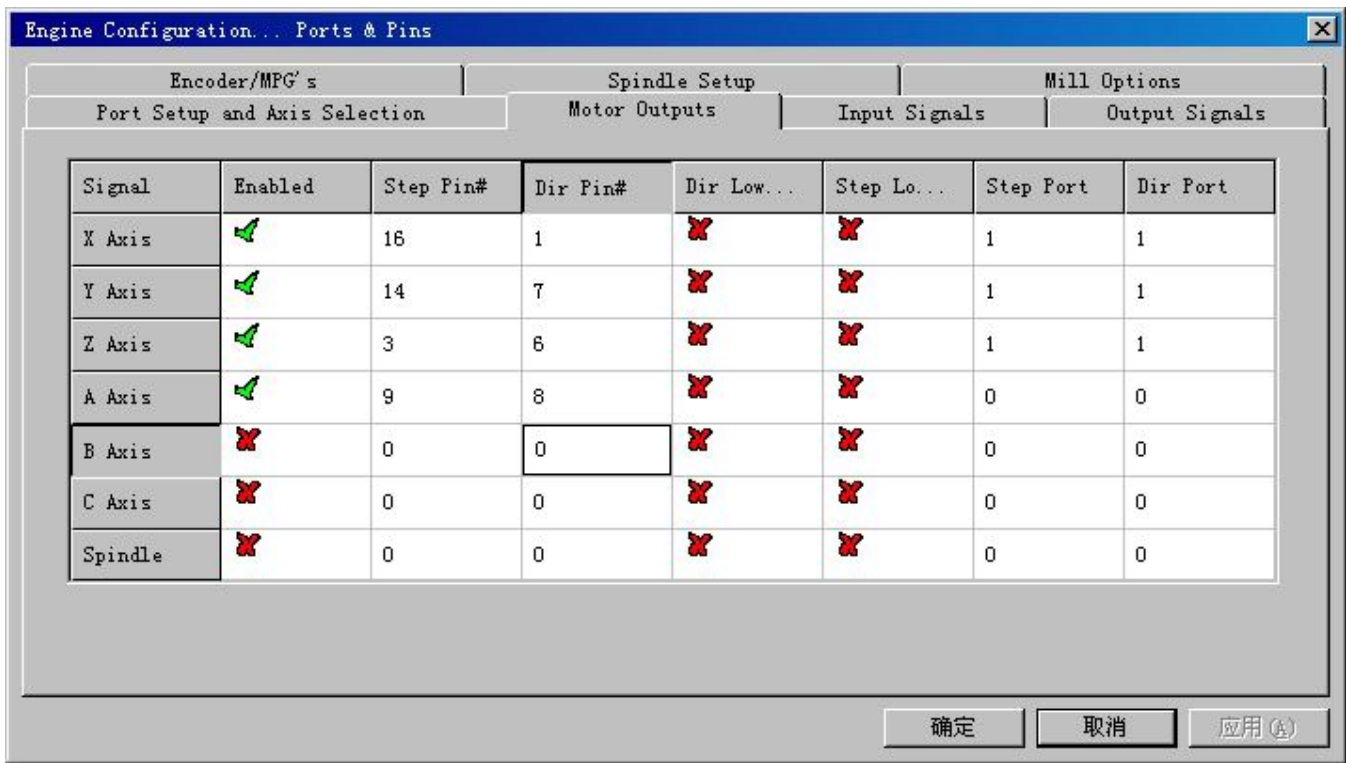 Engine Configuration... Ports & Pins
Encoder/MPG's Spindle Setup Mill Options
Port Setup and Axis Selection Motor Outputs Input Signals Output Signals
Signal Enabled Step Pin# Dir Pin# Dir Low... Step Lo... Step Port Dir Port
X Axis 16 1 1 1
Y Axis 14 7 1 1
Z Axis 3 6 1 1
A Axis 9 8 0 0
B Axis 0 0 0 0
C Axis 0 0 0 0
Spindle 0 0 0 0
确定 取消 应用(A)